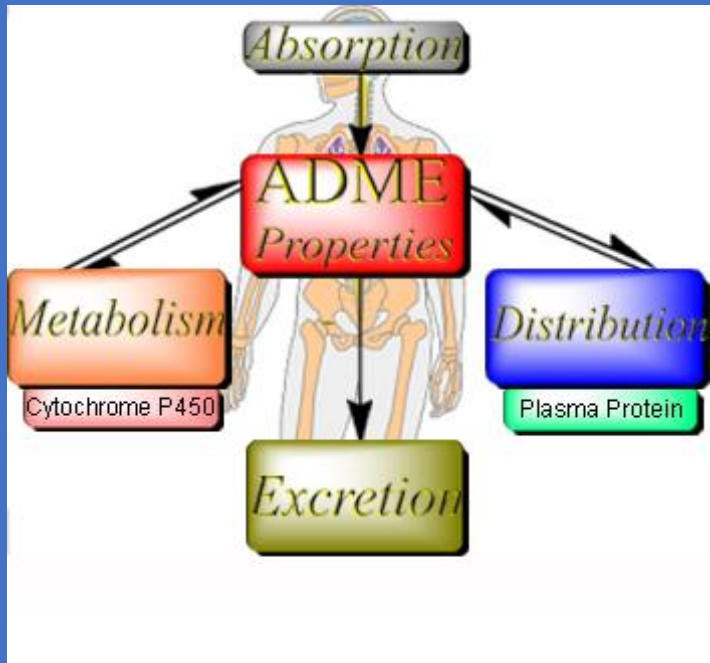 Absorption
ADME
Properties
Metabolism
Distribution
Cytochrome P450
Plasma Protein
Excretion